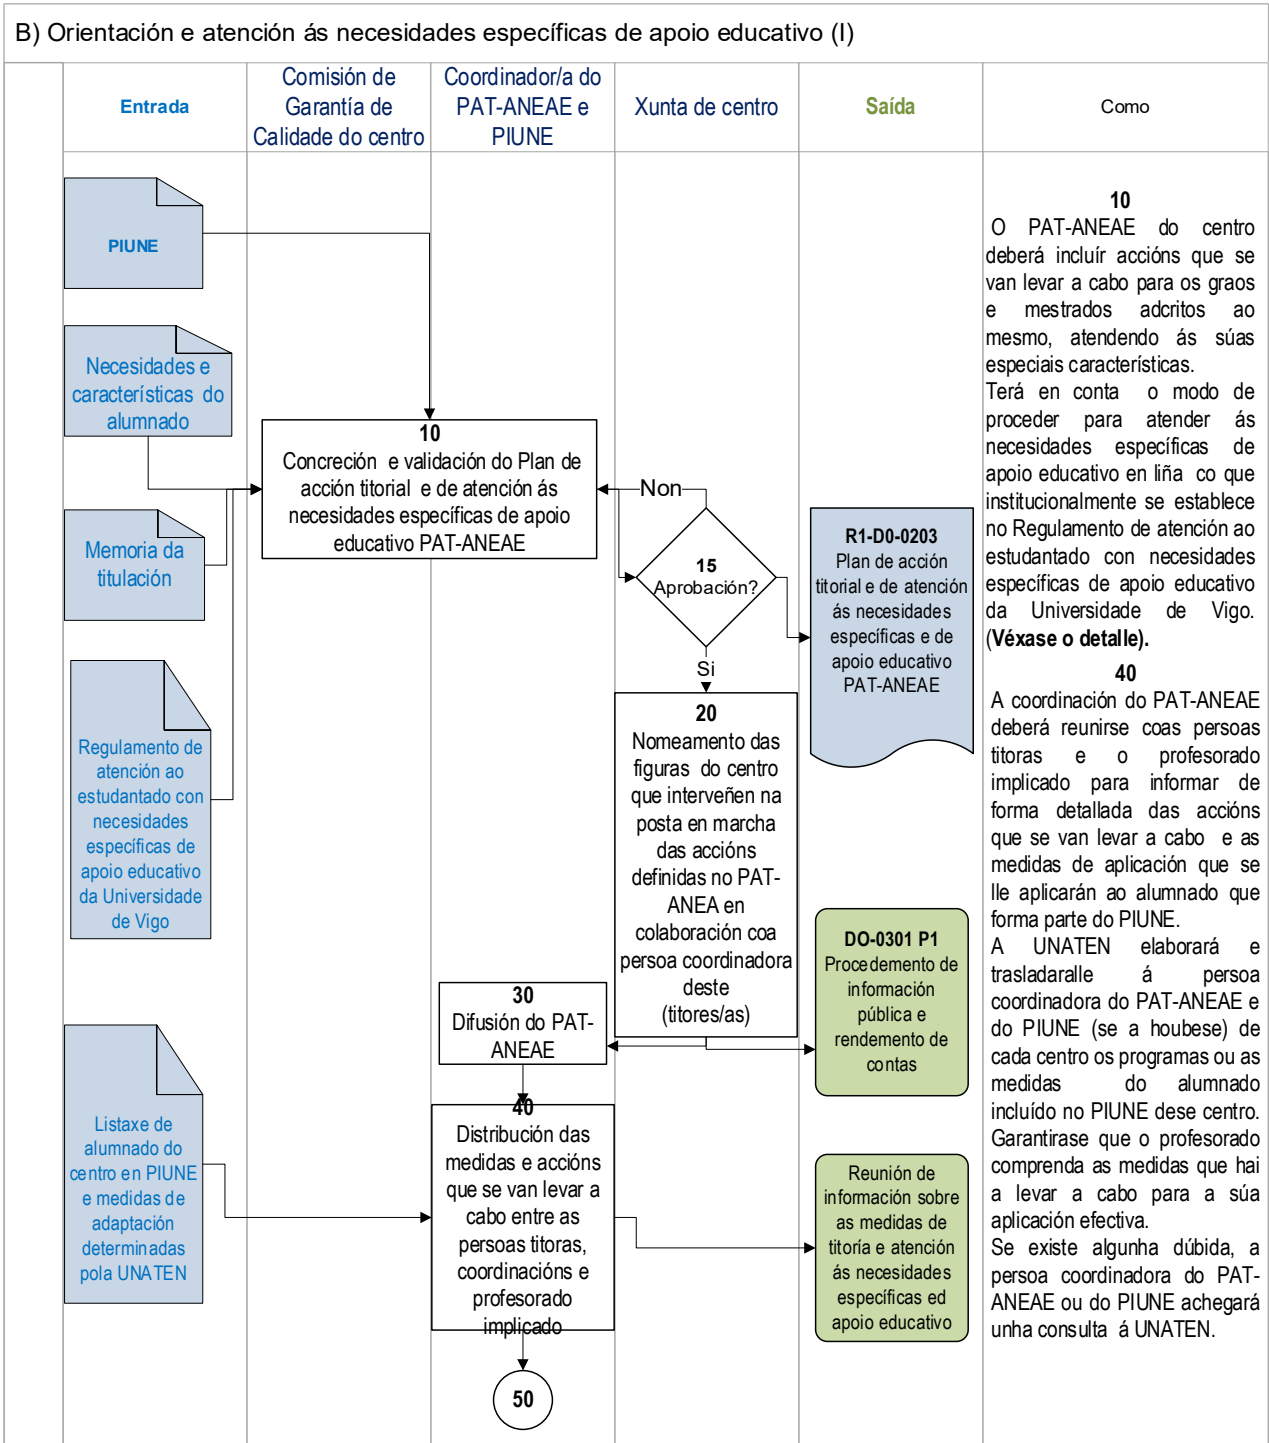 B) Orientación e atención ás necesidades específicas de apoio educativo (I)
Entrada
Comisión de
Garantía de
Calidade do centro
Coordinador/a do
PAT-ANEAE e
PIUNE
Xunta de centro
Saída
Como
PIUNE
Necesidades e
características do
alumnado
Memoria da
titulación
Regulamento de
atención ao
estudantado con
necesidades
específicas de
apoio educativo
da Universidade
de Vigo
Listaxe de
alumnado do
centro en PIUNE
e medidas de
adaptación
determinadas
pola UNATEN
10
Concreción e validación do Plan de
acción titorial e de atención ás
necesidades específicas de apoio
educativo PAT-ANEAE
Non
15
Aprobación?
Si
20
Nomeamento das
figuras do centro
que interveñen na
posta en marcha
das accións
definidas no PAT-
ANEA en
colaboración coa
persoa coordinadora
deste
(titores/as)
30
Difusión do PAT-
ANEAE
40
Distribución das
medidas e accións
que se van levar a
cabo entre as
persoas titoras,
coordinacións e
profesorado
implicado
50
R1-D0-0203
Plan de acción
titorial e de atención
ás necesidades
específicas e de
apoio educativo
PAT-ANEAE
DO-0301 P1
Procedemento de
información
pública e
rendemento de
contas
Reunión de
información sobre
as medidas de
titoría e atención
ás necesidades
específicas ed
apoio educativo
10
O PAT-ANEAE do centro
deberá incluír accións que se
van levar a cabo para os graos
e mestrados adcritos ao
mesmo, atendendo ás súas
especiais características.
Terá en conta o modo de
proceder para atender ás
necesidades específicas de
apoio educativo en liña co que
institucionalmente se establece
no Regulamento de atención ao
estudantado con necesidades
específicas de apoio educativo
da Universidade de Vigo.
(Véxase o detalle).
40
A coordinación do PAT-ANEAE
deberá reunirse coas persoas
titoras e o profesorado
implicado para informar de
forma detallada das accións
que se van levar a cabo e as
medidas de aplicación que se
lle aplicarán ao alumnado que
forma parte do PIUNE.
A UNATEN elaborará e
trasladaralle á persoa
coordinadora do PAT-ANEAE e
do PIUNE (se a houbese) de
cada centro os programas ou as
medidas do alumnado
incluído no PIUNE dese centro.
Garantirase que o profesorado
comprenda as medidas que hai
a levar a cabo para a súa
aplicación efectiva.
Se existe algunha dúbida, a
persoa coordinadora do PAT-
ANEAE ou do PIUNE achegará
unha consulta á UNATEN.